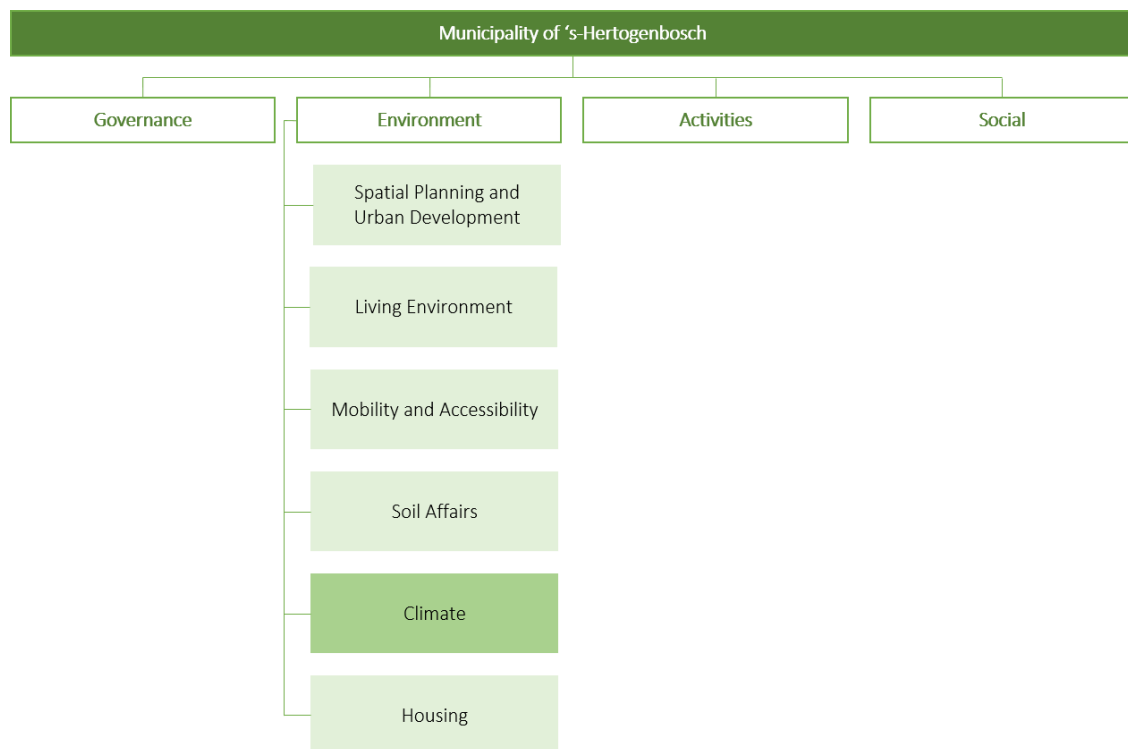 Municipality of ‘s-Hertogenbosch
Governance
Environment
Activities
Social
Spatial Planning and
Urban Development
Living Environment
Mobility and Accessibility
Soil Affairs
Climate
Housing